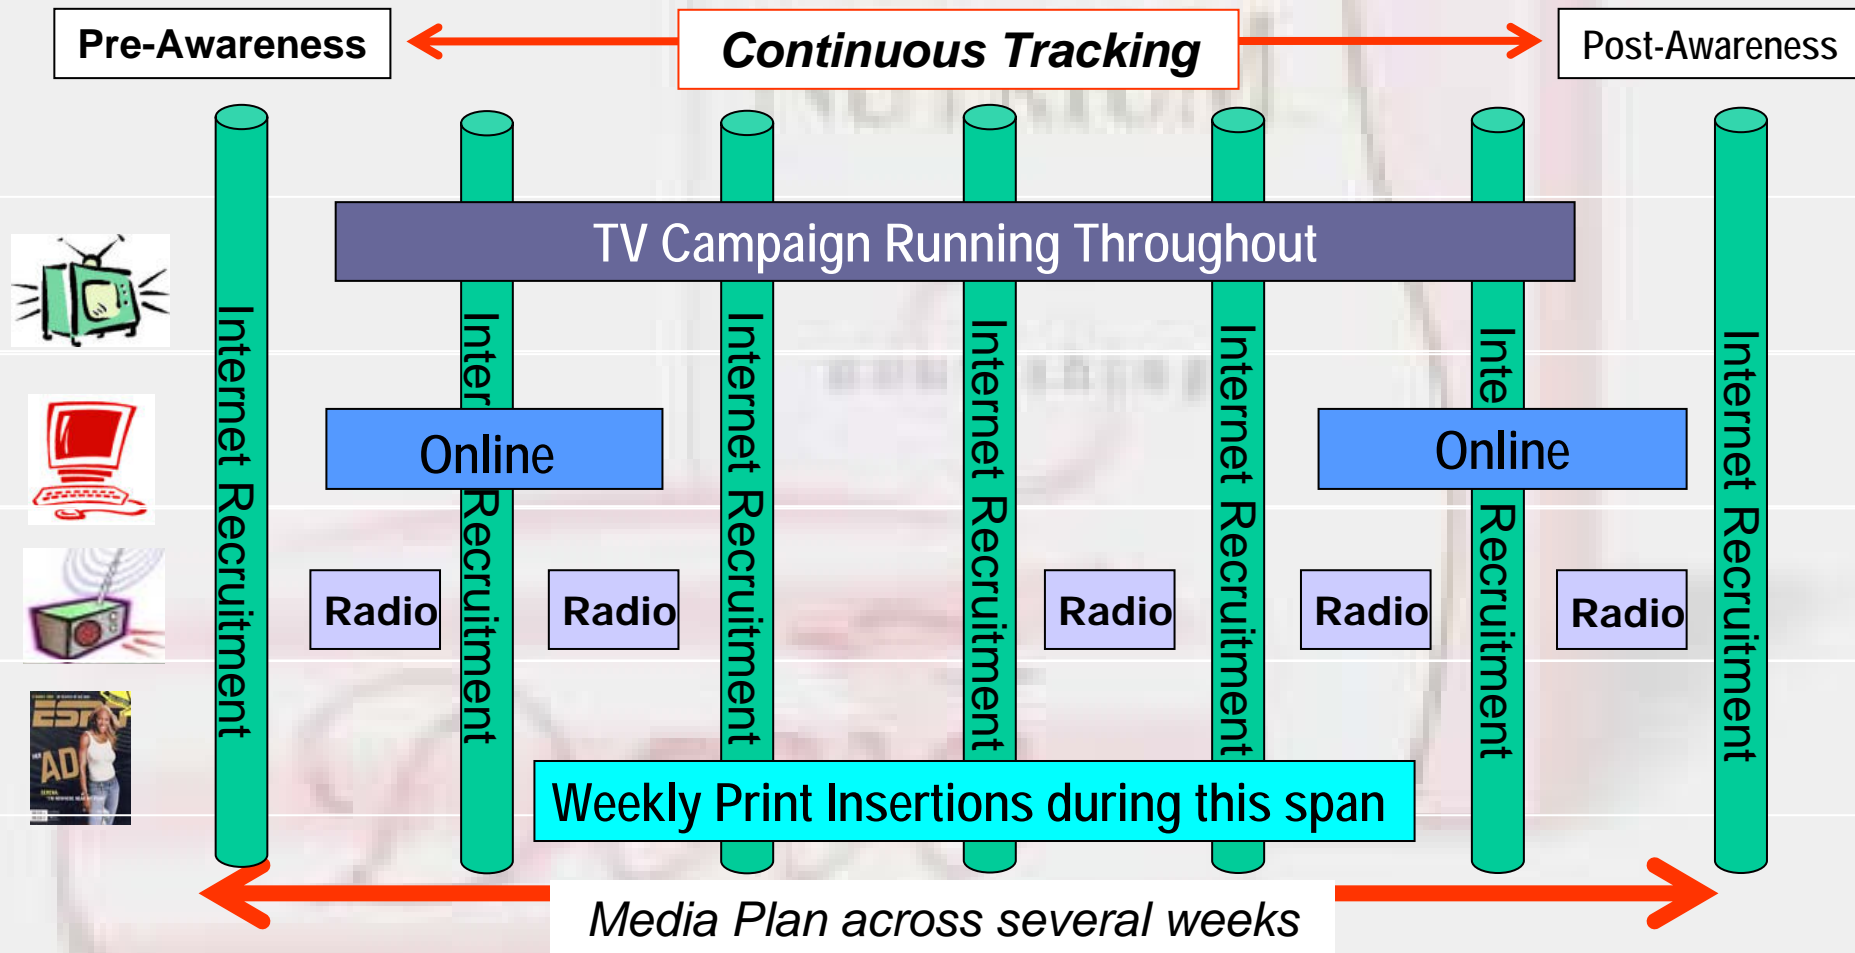 Pre-Awareness
Continuous Tracking
Post-Awareness
TV Campaign Running Throughout
Internet Recruitment
Inter Recruitment
Internet Recruitment
Internet Recruitment
Internet Recruitment
Inte Recruitment
Internet Recruitment
Online
Online
Radio
Radio
Radio
Radio
Radio
ESPN
AD
Weekly Print Insertions during this span
Media Plan across several weeks